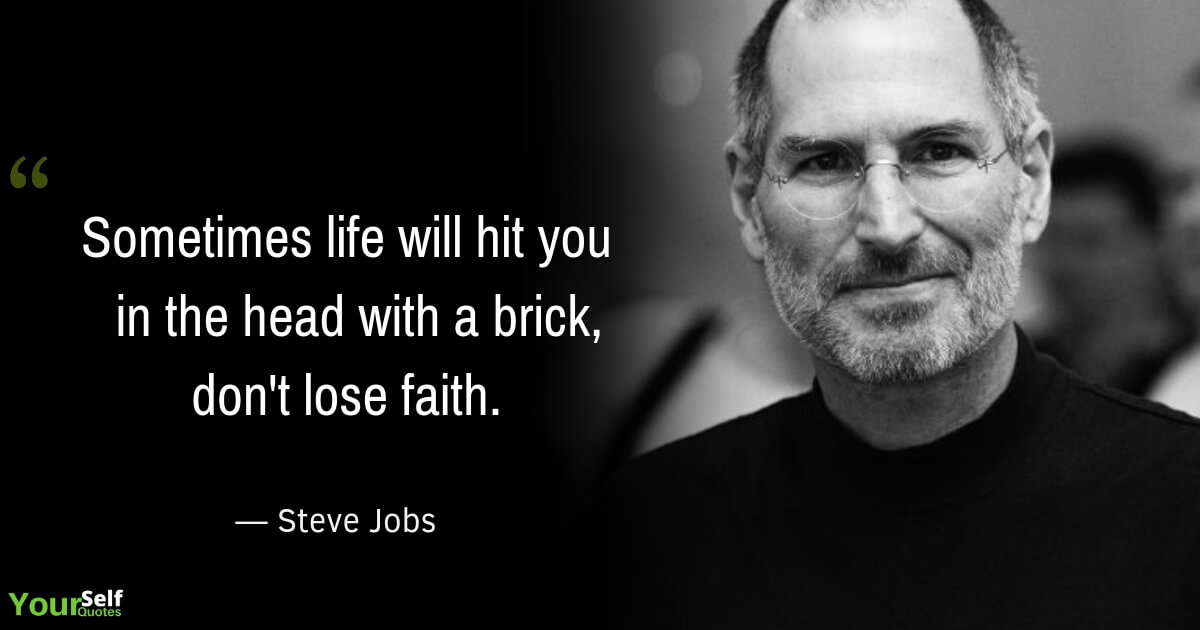 “
Sometimes life will hit you
in the head with a brick,
don't lose faith.
— Steve Jobs
YourSelf
Quotes